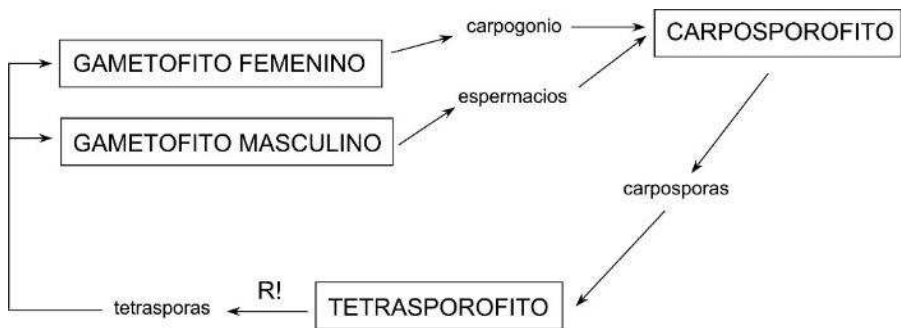 carpogonio
CARPOSPOROFITO
GAMETOFITO FEMENINO
espermacios
GAMETOFITO MASCULINO
carposporas
R!
tetrasporas
TETRASPOROFITO